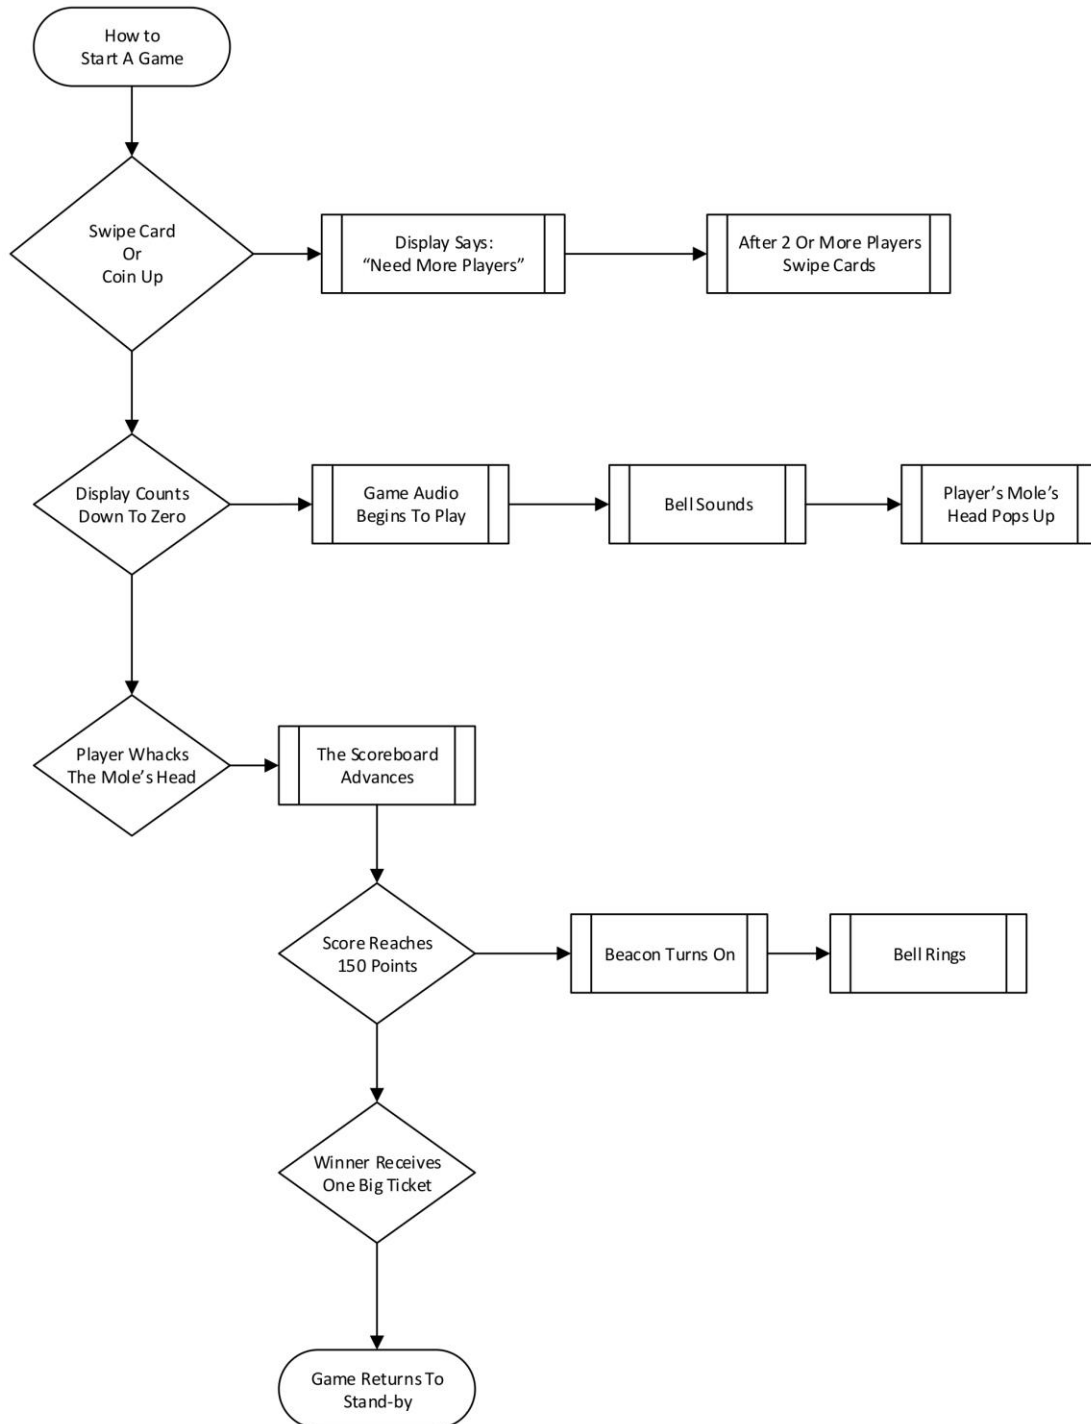 How to
Start A Game
Swipe Card
Or
Coin Up
Display Says:
“Need More Players”
After 2 Or More Players
Swipe Cards
Display Counts
Down To Zero
Game Audio
Begins To Play
Bell Sounds
Player’s Mole’s
Head Pops Up
Player Whacks
The Mole’s Head
The Scoreboard
Advances
Score Reaches
150 Points
Beacon Turns On
Bell Rings
Winner Receives
One Big Ticket
Game Returns To
Stand-by